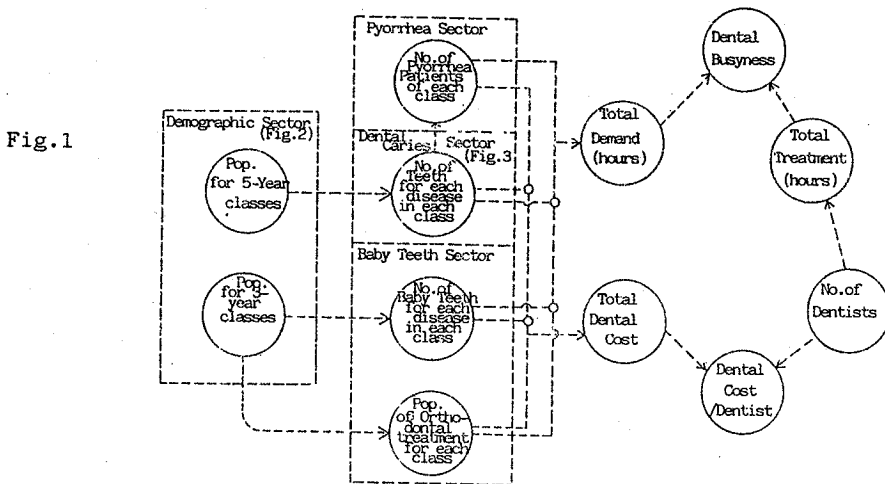 Fig.1
Demographic Sector
(Fig.2)
Pop.
for 5-Year
classes
Pop.
for 3-
year
classes
Pyorrhea Sector
No.of
Pyorrhea
Patients
of each
class
Dental
Caries Sector
(Fig.3
No.of
Teeth
for each
disease
in each
class
Baby Teeth Sector
No.of
Baby Teeth
for each
disease
in each
class
Pop.
of Ortho-
dontal
treatment
for each
class
Total
Demand
(hours)
Total
Dental
Cost
Dental
Busyness
Total
Treatment
(hours)
No.of
Dentists
Dental
Cost
/Dentist